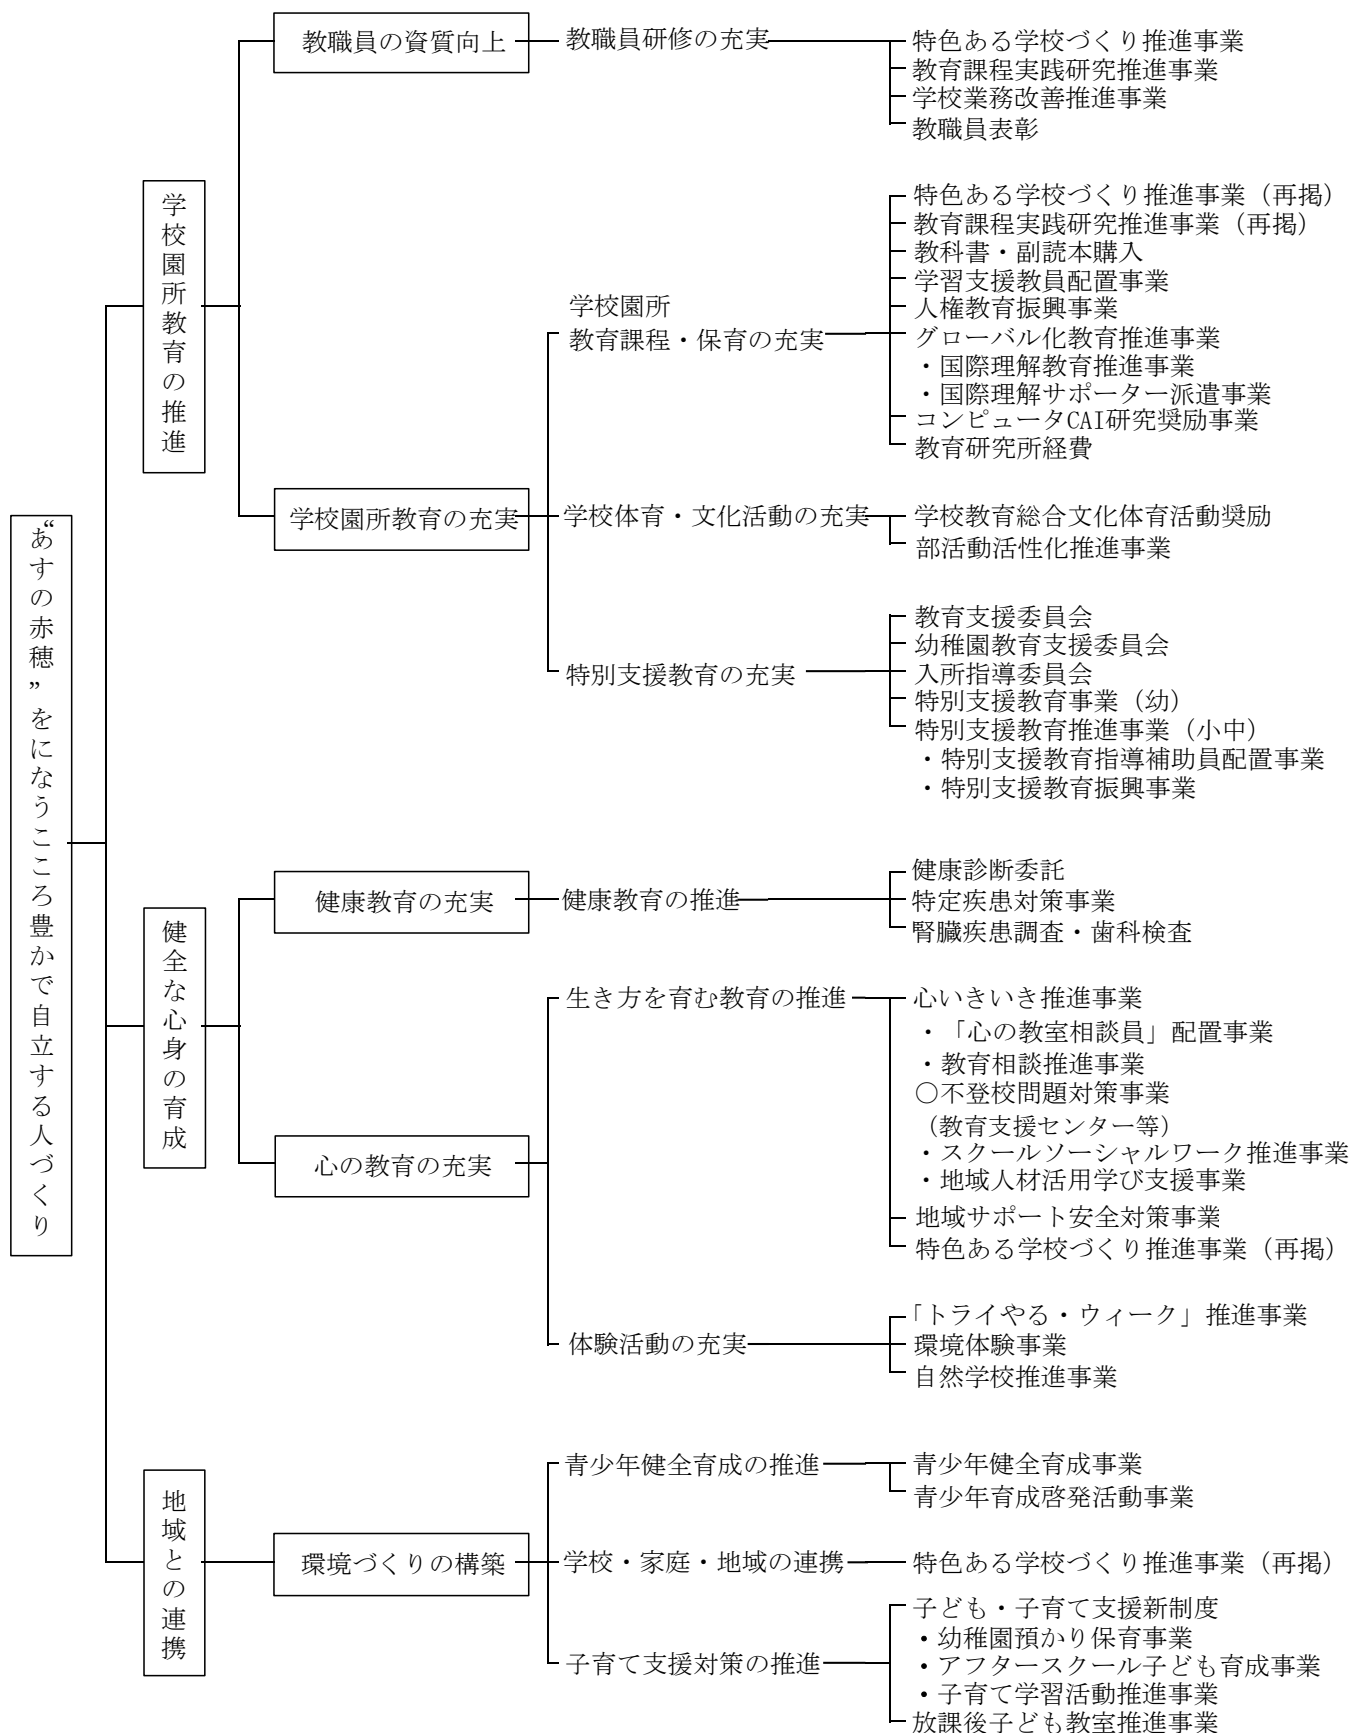 “あすの赤穂”をになうこころ豊かで自立する人づくり
学校園所教育の推進
教職員の資質向上
教職員研修の充実
特色ある学校づくり推進事業
教育課程実践研究推進事業
学校業務改善推進事業
教職員表彰
学校園所教育の充実
学校園所
教育課程・保育の充実
特色ある学校づくり推進事業（再掲）
教育課程実践研究推進事業（再掲）
教科書・副読本購入
学習支援教員配置事業
人権教育振興事業
グローバル化教育推進事業
・国際理解教育推進事業
・国際理解サポーター派遣事業
コンピュータCAI研究奨励事業
教育研究所経費
学校体育・文化活動の充実
学校教育総合文化体育活動奨励
部活動活性化推進事業
特別支援教育の充実
教育支援委員会
幼稚園教育支援委員会
入所指導委員会
特別支援教育事業（幼）
特別支援教育推進事業（小中）
・特別支援教育指導補助員配置事業
・特別支援教育振興事業
健全な心身の育成
健康教育の充実
健康教育の推進
健康診断委託
特定疾患対策事業
腎臓疾患調査・歯科検査
心の教育の充実
生き方を育む教育の推進
心いきいき推進事業
・「心の教室相談員」配置事業
・教育相談推進事業
○不登校問題対策事業
（教育支援センター等）
・スクールソーシャルワーク推進事業
・地域人材活用学び支援事業
地域サポート安全対策事業
特色ある学校づくり推進事業（再掲）
体験活動の充実
「トライやる・ウィーク」推進事業
環境体験事業
自然学校推進事業
地域との連携
環境づくりの構築
青少年健全育成の推進
青少年健全育成事業
青少年育成啓発活動事業
学校・家庭・地域の連携
特色ある学校づくり推進事業（再掲）
子育て支援対策の推進
子ども・子育て支援新制度
・幼稚園預かり保育事業
・アフタースクール子ども育成事業
・子育て学習活動推進事業
放課後子ども教室推進事業